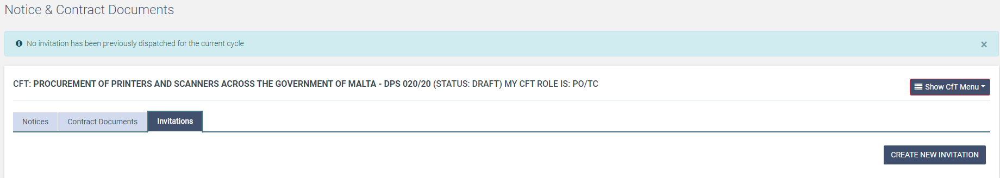 Notice & Contract Documents
No invitation has been previously dispatched for the current cycle
×
CFT: PROCUREMENT OF PRINTERS AND SCANNERS ACROSS THE GOVERNMENT OF MALTA - DPS 020/20 (STATUS: DRAFT) MY CFT ROLE IS: PO/TC
Show CfT Menu
Notices Contract Documents Invitations
CREATE NEW INVITATION